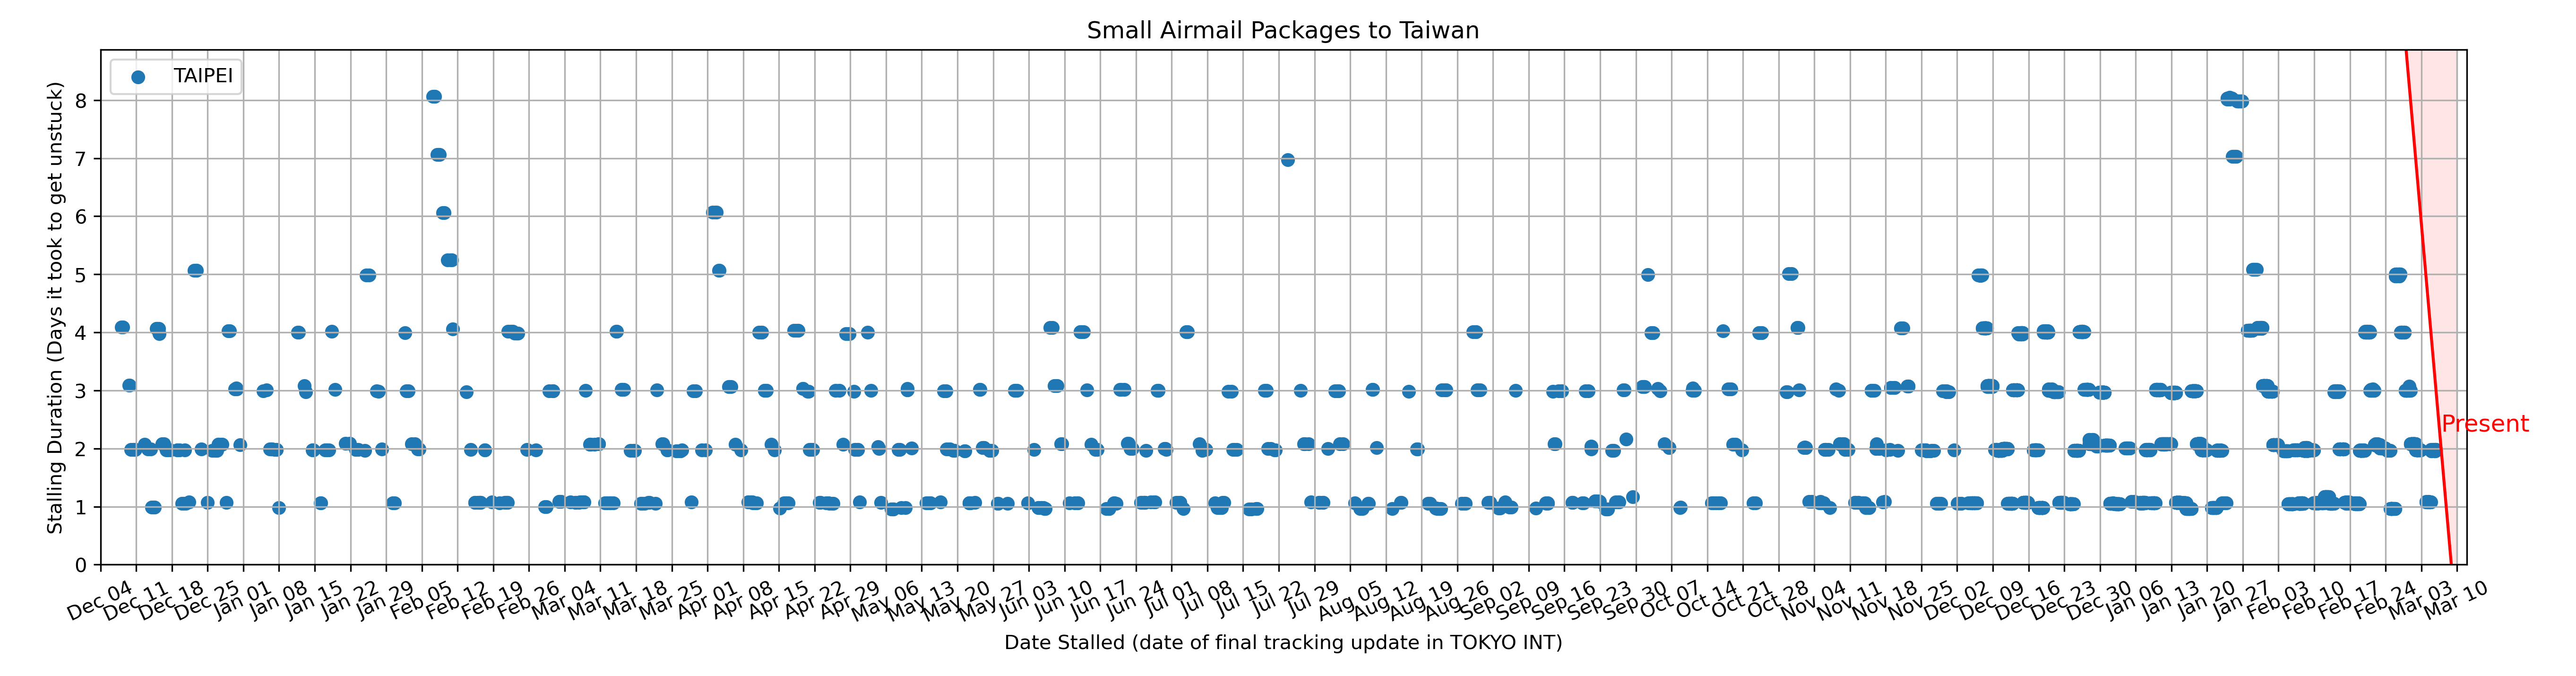 Small Airmail Packages to Taiwan
TAIPEI
Stalling Duration (Days it took to get unstuck)
8
7
6
5
4
3
2
1
0
Present
Dec 04 Dec 11 Dec 18 Dec 25 Jan 01 Jan 08 Jan 15 Jan 22 Jan 29 Feb 05 Feb 12 Feb 19 Feb 26 Mar 04 Mar 11 Mar 18 Mar 25 Apr 01 Apr 08 Apr 15 Apr 22 Apr 29 May 06 May 13 May 20 May 27 Jun 03 Jun 10 Jun 17 Jun 24 Jul 01 Jul 08 Jul 15 Jul 22 Jul 29 Aug 05 Aug 12 Aug 19 Aug 26 Sep 02 Sep 09 Sep 16 Sep 23 Sep 30 Oct 07 Oct 14 Oct 21 Oct 28 Nov 04 Nov 11 Nov 18 Nov 25 Dec 02 Dec 09 Dec 16 Dec 23 Dec 30 Jan 06 Jan 13 Jan 20 Jan 27 Feb 03 Feb 10 Feb 17 Feb 24 Mar 03 Mar 10
Date Stalled (date of final tracking update in TOKYO INT)